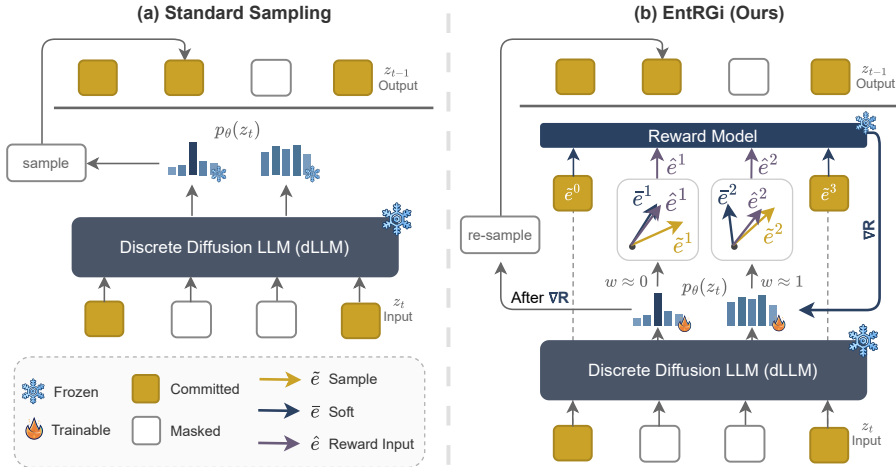 (a) Standard Sampling
z_{t-1}
Output
p_θ(z_t)
sample
Discrete Diffusion LLM (dLLM)
z_t
Input
Frozen
Trainable
Committed
Masked
ẽ Sample
ē Soft
ê Reward Input
(b) EntRGi (Ours)
z_{t-1}
Output
Reward Model
ê^1
ê^2
ẽ^0
ē^1
ê^1
ẽ^1
ē^2
ê^2
ẽ^2
ẽ^3
∇R
re-sample
w ≈ 0
p_θ(z_t)
w ≈ 1
After ∇R
Discrete Diffusion LLM (dLLM)
z_t
Input